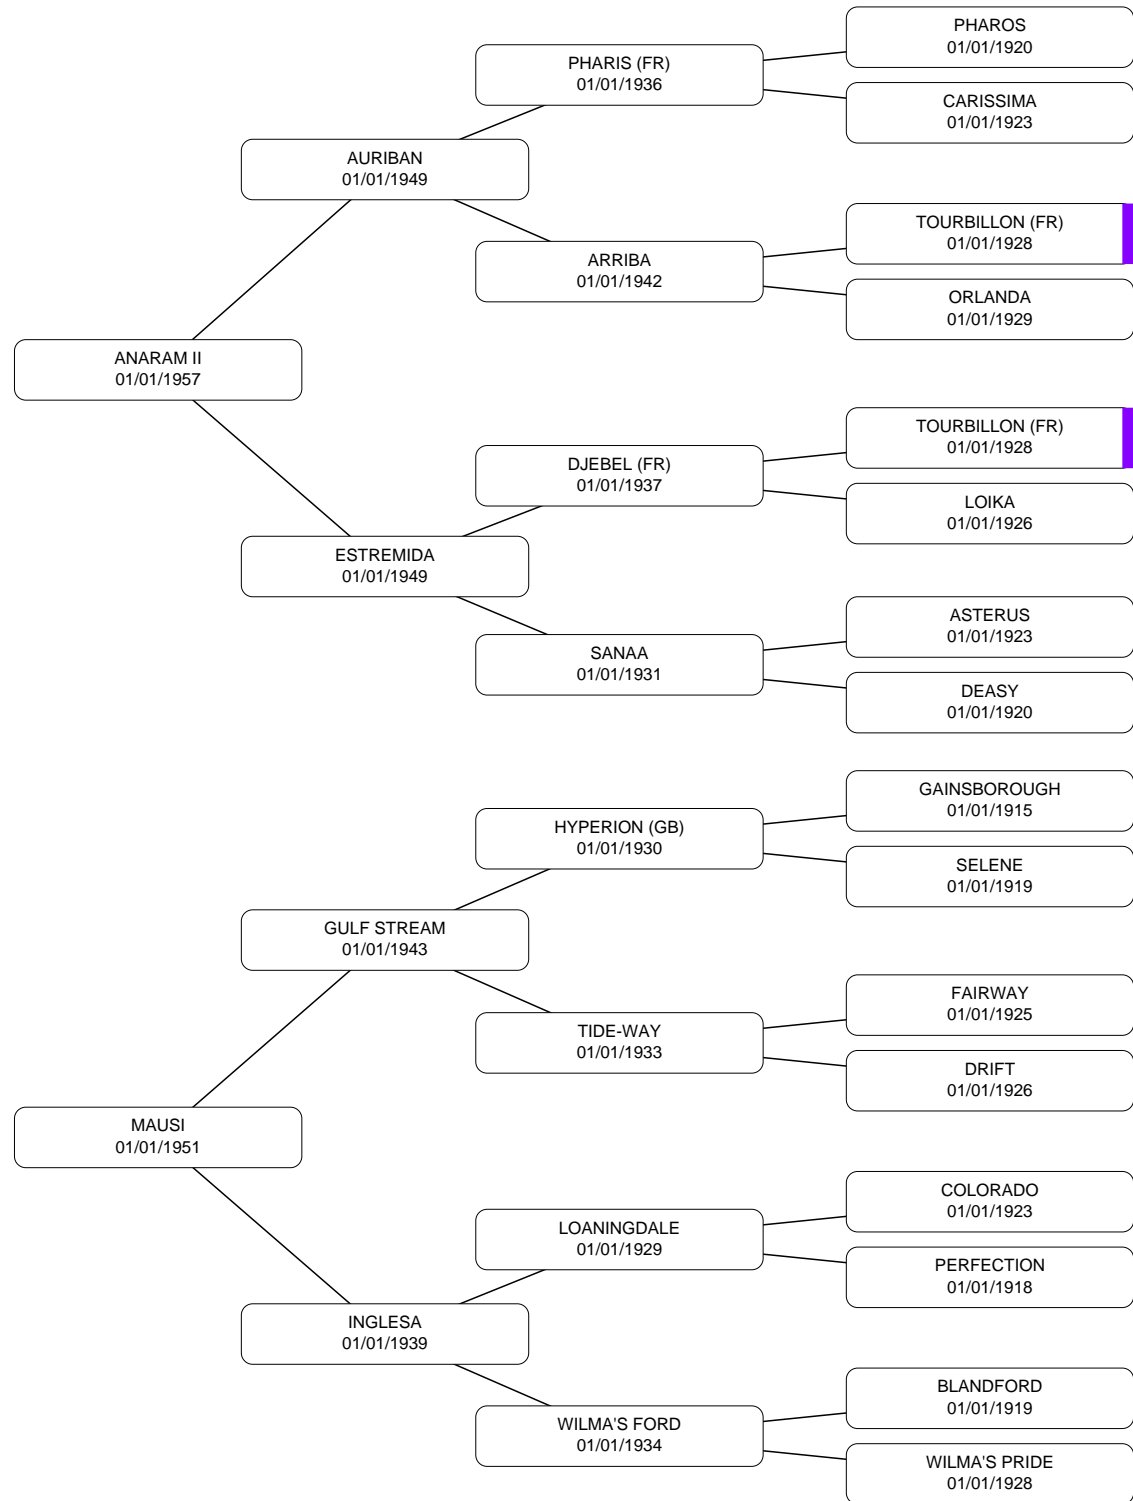 PHAROS
01/01/1920
PHARIS (FR)
01/01/1936
CARISSIMA
01/01/1923
AURIBAN
01/01/1949
TOURBILLON (FR)
01/01/1928
ARRIBA
01/01/1942
ORLANDA
01/01/1929
ANARAM II
01/01/1957
TOURBILLON (FR)
01/01/1928
DJEBEL (FR)
01/01/1937
LOIKA
01/01/1926
ESTREMIDA
01/01/1949
ASTERUS
01/01/1923
SANAA
01/01/1931
DEASY
01/01/1920
GAINSBOROUGH
01/01/1915
HYPERION (GB)
01/01/1930
SELENE
01/01/1919
GULF STREAM
01/01/1943
FAIRWAY
01/01/1925
TIDE-WAY
01/01/1933
DRIFT
01/01/1926
MAUSI
01/01/1951
COLORADO
01/01/1923
LOANINGDALE
01/01/1929
PERFECTION
01/01/1918
INGLESA
01/01/1939
BLANDFORD
01/01/1919
WILMA'S FORD
01/01/1934
WILMA'S PRIDE
01/01/1928